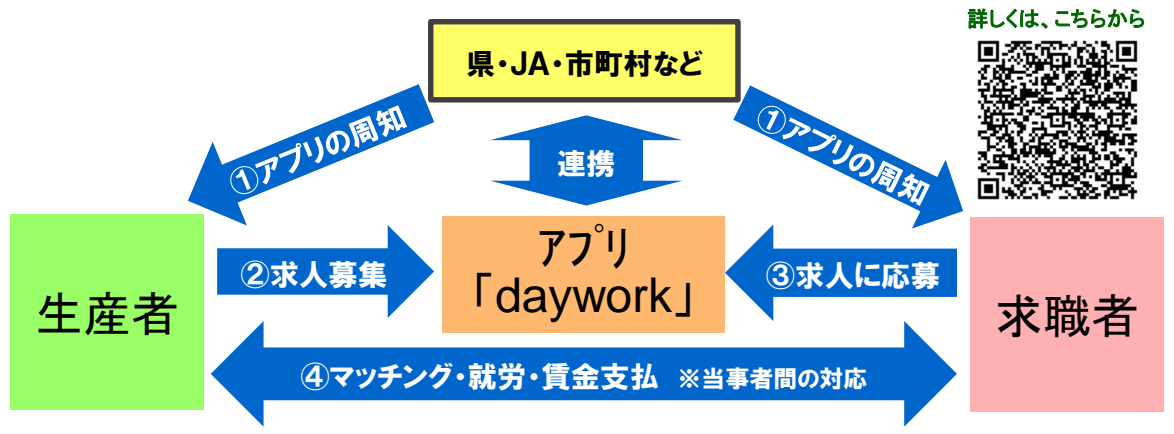 詳しくは、こちらから
県・JA・市町村など
①アプリの周知
①アプリの周知
連携
生産者
②求人募集
アプリ
「daywork」
③求人に応募
求職者
④マッチング・就労・賃金支払 ※当事者間の対応